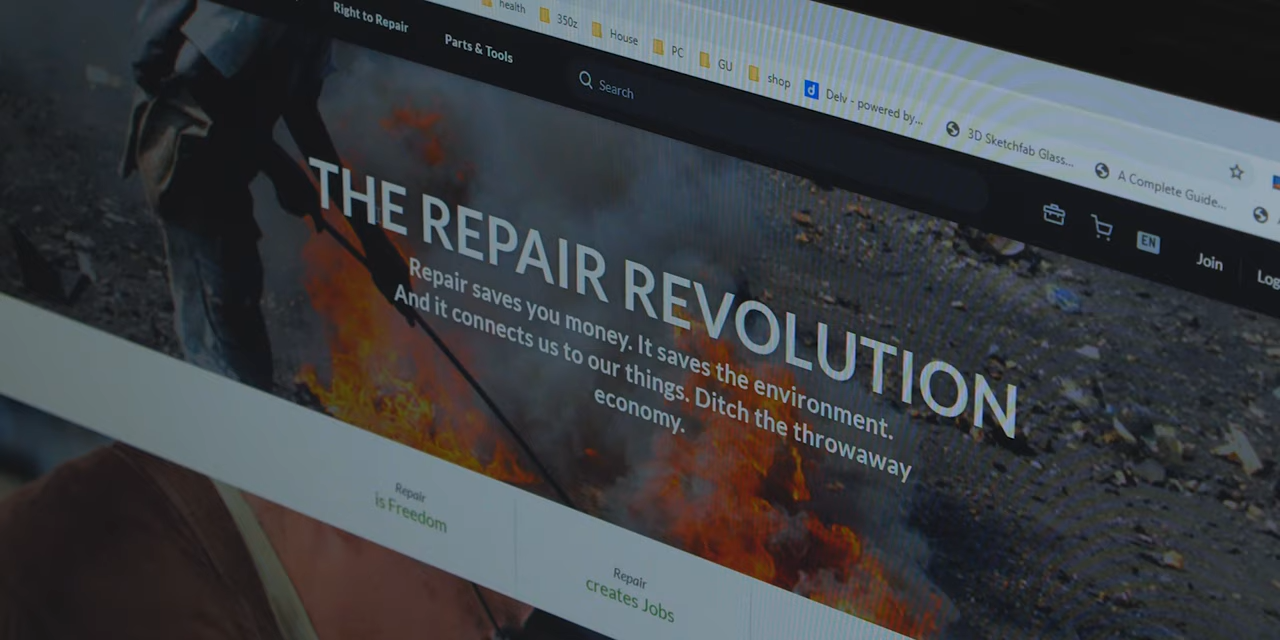 health
350z
House
PC
GU
shop
Delv - powered by...
3D Sketchfab Glass...
A Complete Guide...
Right to Repair
Parts & Tools
Search
EN
Join
THE REPAIR REVOLUTION
Repair saves you money. It saves the environment.
And it connects us to our things. Ditch the throwaway
economy.
Repair
is Freedom
Repair
creates Jobs